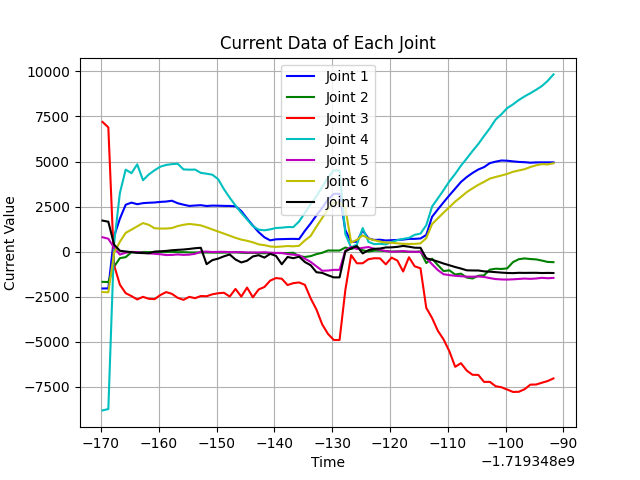 Current Data of Each Joint
Current Value
10000
7500
5000
2500
0
−2500
−5000
−7500
Joint 1
Joint 2
Joint 3
Joint 4
Joint 5
Joint 6
Joint 7
−170 −160 −150 −140 −130 −120 −110 −100 −90
Time
−1.719348e9